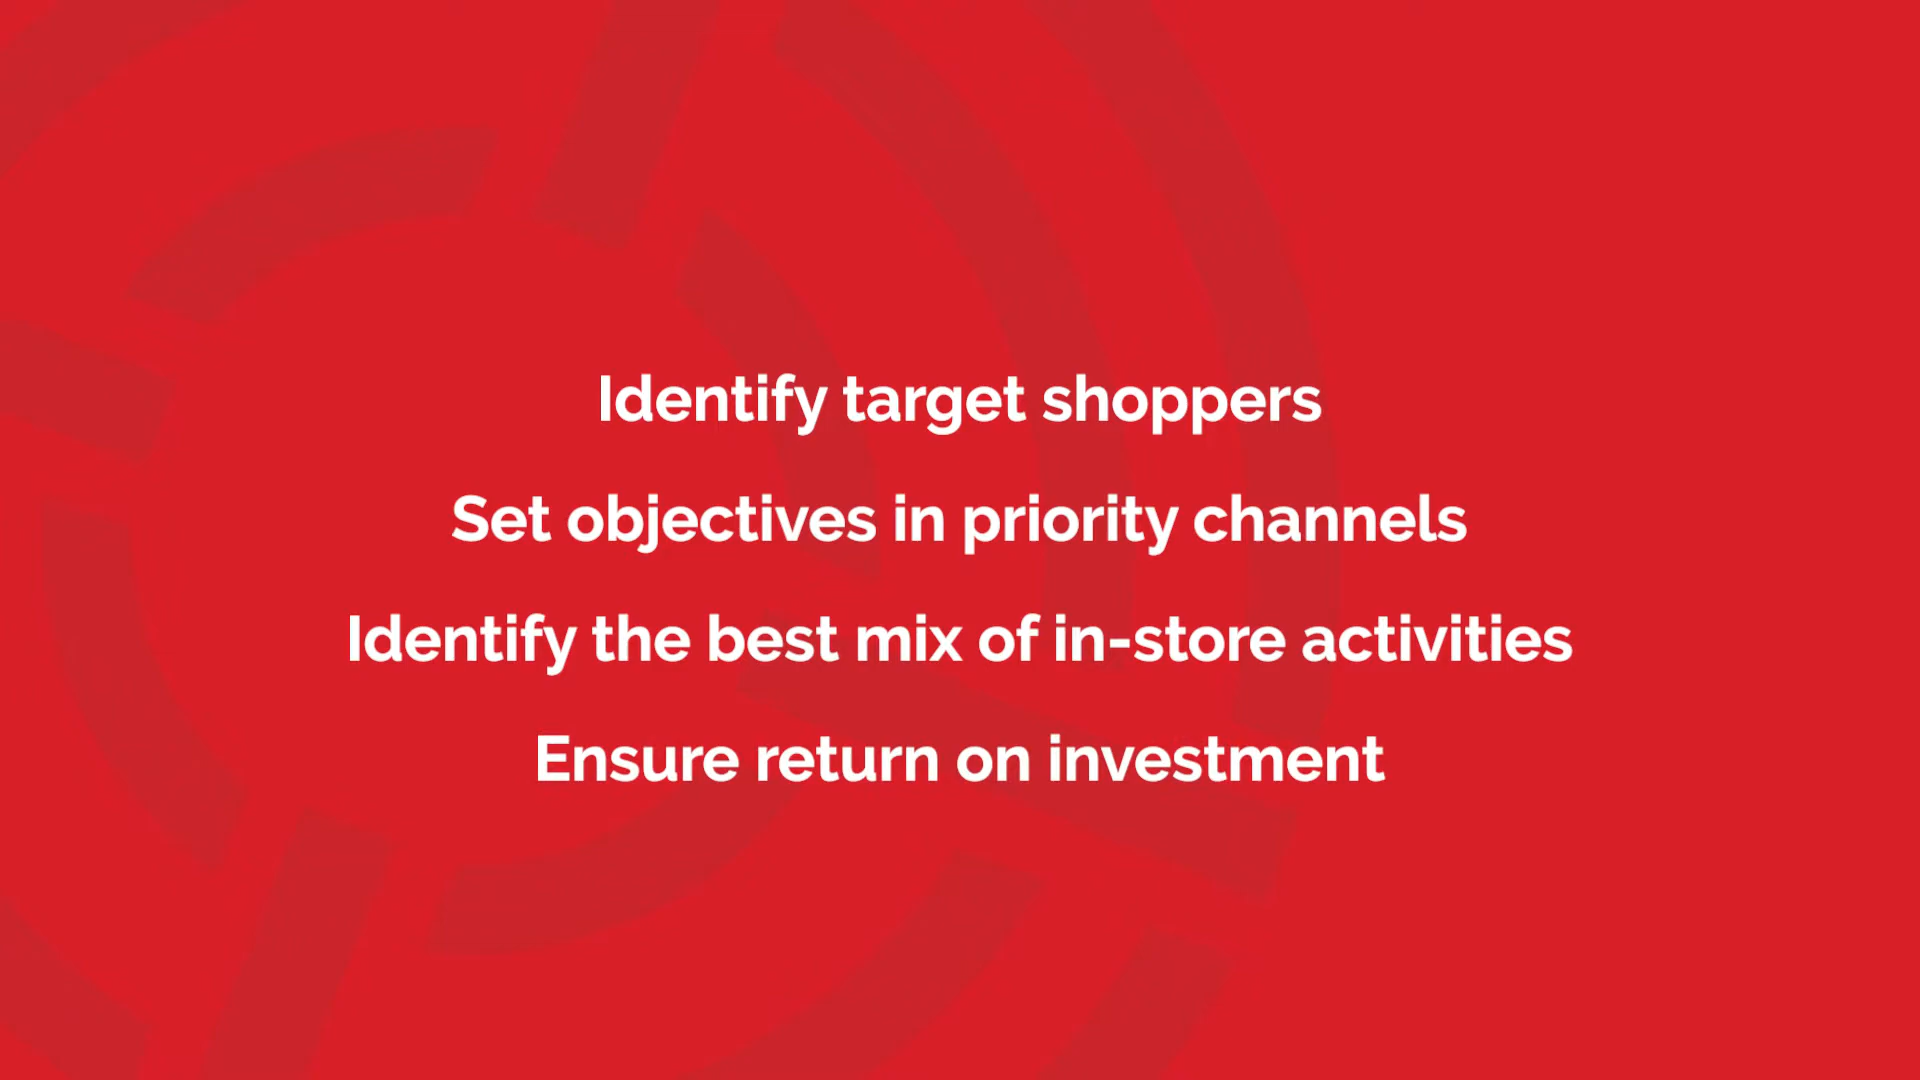 Identify target shoppers
Set objectives in priority channels
Identify the best mix of in-store activities
Ensure return on investment